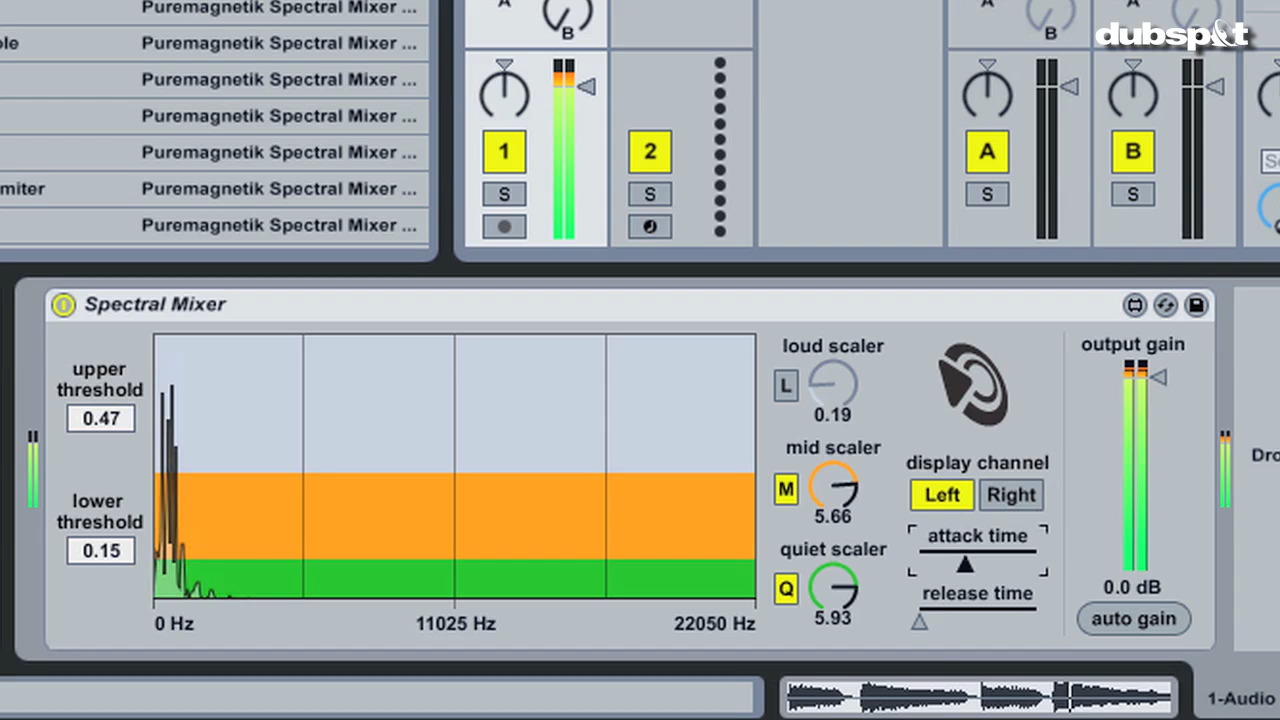 Puremagnetik Spectral Mixer ...
ole Puremagnetik Spectral Mixer ...
Puremagnetik Spectral Mixer ...
Puremagnetik Spectral Mixer ...
Puremagnetik Spectral Mixer ...
miter Puremagnetik Spectral Mixer ...
Puremagnetik Spectral Mixer ...
A B
A B
A
dubspot
1 2 A B
S S S S
Spectral Mixer
upper
threshold
0.47
lower
threshold
0.15
0 Hz 11025 Hz 22050 Hz
loud scaler
L
0.19
mid scaler
M
5.66
quiet scaler
Q
5.93
display channel
Left Right
attack time
release time
output gain
0.0 dB
auto gain
Dro
1-Audio